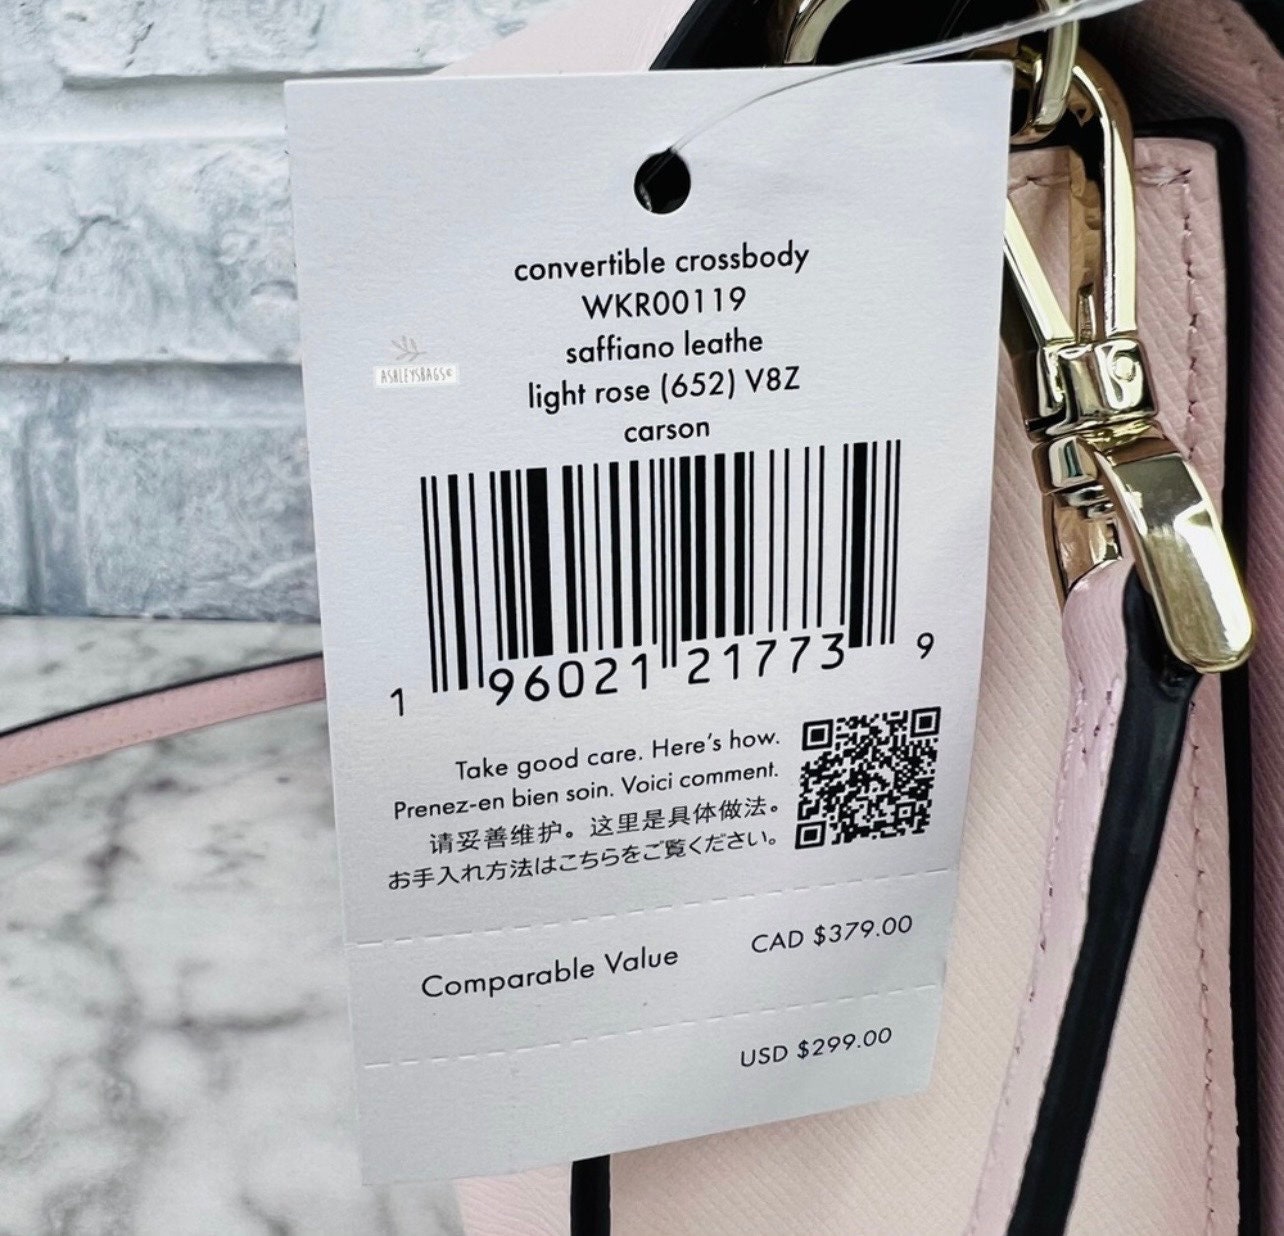 convertible crossbody
WKR00119
saffiano leathe
light rose (652) V8Z
carson
ASHLEYSBAGS©
1 96021 21773 9
Take good care. Here's how.
Prenez-en bien soin. Voici comment.
请妥善维护。这里是具体做法。
お手入れ方法はこちらをご覧ください。
Comparable Value CAD $379.00
USD $299.00